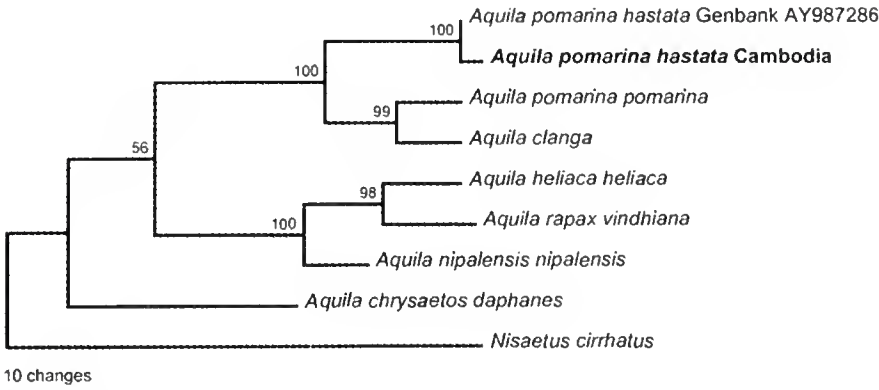 Aquila pomarina hastata Genbank AY987286
100
Aquila pomarina hastata Cambodia
100
Aquila pomarina pomarina
99
Aquila clanga
56
Aquila heliaca heliaca
98
Aquila rapax vindhiana
100
Aquila nipalensis nipalensis
Aquila chrysaetos daphanes
Nisaetus cirrhatus
10 changes